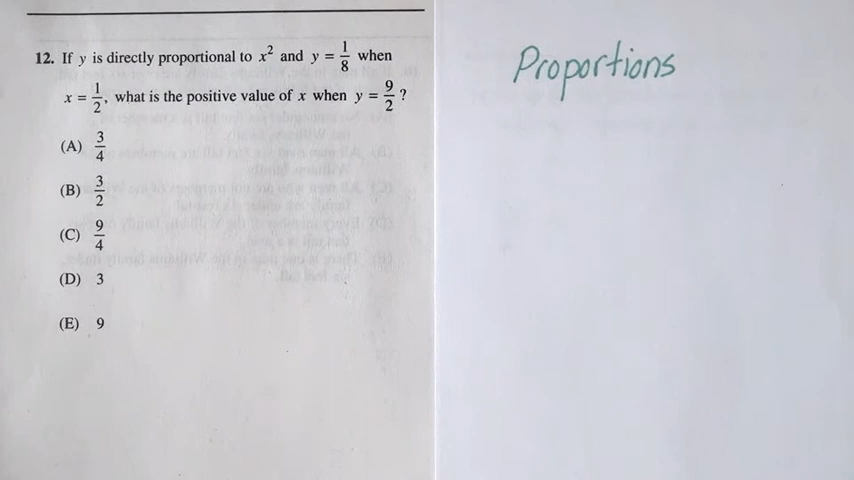 12. If y is directly proportional to x² and y = 1/8 when
x = 1/2, what is the positive value of x when y = 9/2 ?
(A) 3/4
(B) 3/2
(C) 9/4
(D) 3
(E) 9
Proportions